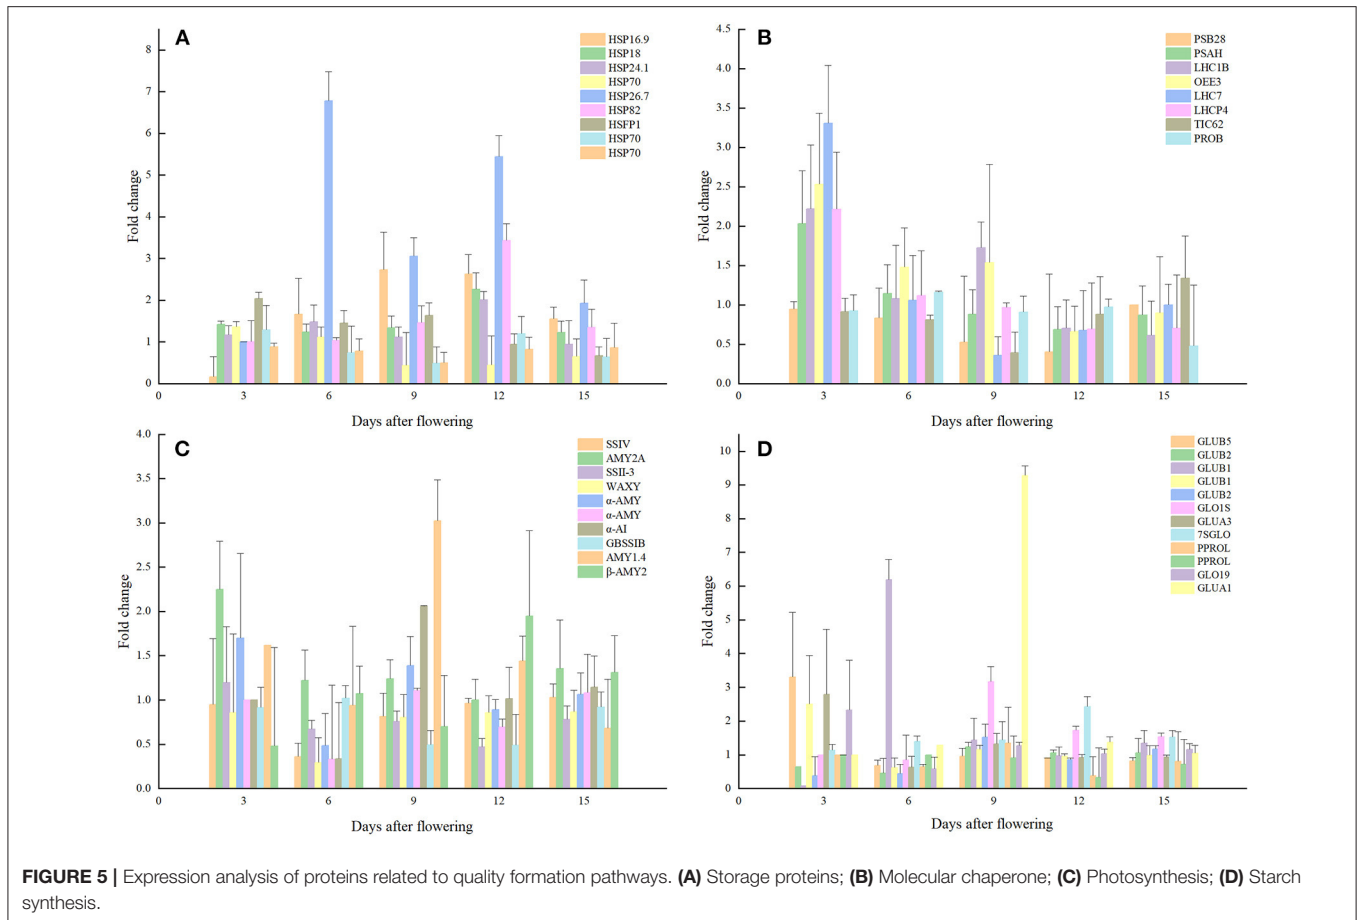 A
HSP16.9
HSP18
HSP24.1
HSP70
HSP26.7
HSP82
HSFP1
HSP70
HSP70
8
7
6
5
4
3
2
1
0
Fold change
0 3 6 9 12 15
Days after flowering
B
PSB28
PSAH
LHC1B
OEE3
LHC7
LHCP4
TIC62
PROB
4.5
4.0
3.5
3.0
2.5
2.0
1.5
1.0
0.5
0.0
Fold change
0 3 6 9 12 15
Days after flowering
C
SSIV
AMY2A
SSII-3
WAXY
α-AMY
α-AMY
α-AI
GBSSIB
AMY1.4
β-AMY2
4.0
3.5
3.0
2.5
2.0
1.5
1.0
0.5
0.0
Fold change
0 3 6 9 12 15
Days after flowering
D
GLUB5
GLUB2
GLUB1
GLUB1
GLUB2
GLO1S
GLUA3
7SGLO
PPROL
PPROL
GLO19
GLUA1
10
9
8
7
6
5
4
3
2
1
0
Fold change
0 3 6 9 12 15
Days after flowering
FIGURE 5 | Expression analysis of proteins related to quality formation pathways. (A) Storage proteins; (B) Molecular chaperone; (C) Photosynthesis; (D) Starch
synthesis.